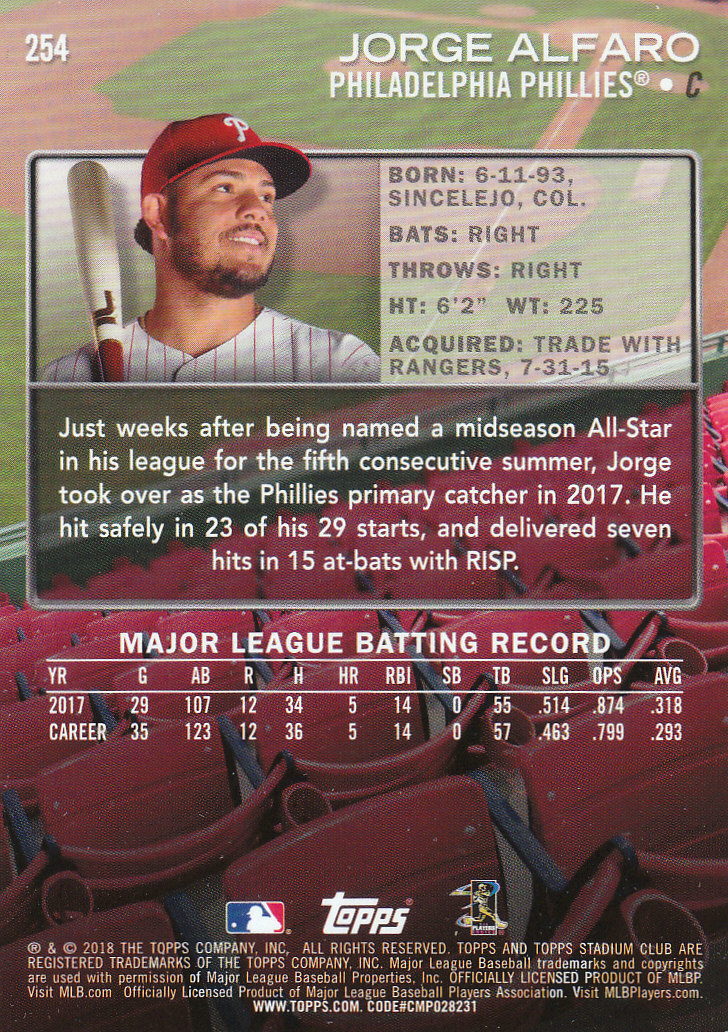 254
JORGE ALFARO
PHILADELPHIA PHILLIES® • C
P
BORN: 6-11-93,
SINCELEJO, COL.
BATS: RIGHT
THROWS: RIGHT
HT: 6'2" WT: 225
ACQUIRED: TRADE WITH
RANGERS, 7-31-15
Just weeks after being named a midseason All-Star
in his league for the fifth consecutive summer, Jorge
took over as the Phillies primary catcher in 2017. He
hit safely in 23 of his 29 starts, and delivered seven
hits in 15 at-bats with RISP.
MAJOR LEAGUE BATTING RECORD
YR G AB R H HR RBI SB TB SLG OPS AVG
2017 29 107 12 34 5 14 0 55 .514 .874 .318
CAREER 35 123 12 36 5 14 0 57 .463 .799 .293
Topps®
PLAYERS
® & © 2018 THE TOPPS COMPANY, INC, ALL RIGHTS RESERVED. TOPPS AND TOPPS STADIUM CLUB ARE
REGISTERED TRADEMARKS OF THE TOPPS COMPANY, INC. Major League Baseball trademarks and copyrights
are used with permission of Major League Baseball Properties, Inc. OFFICIALLY LICENSED PRODUCT OF MLBP.
Visit MLB.com Officially Licensed Product of Major League Baseball Players Association. Visit MLBPlayers.com.
WWW.TOPPS.COM. CODE#CMP028231